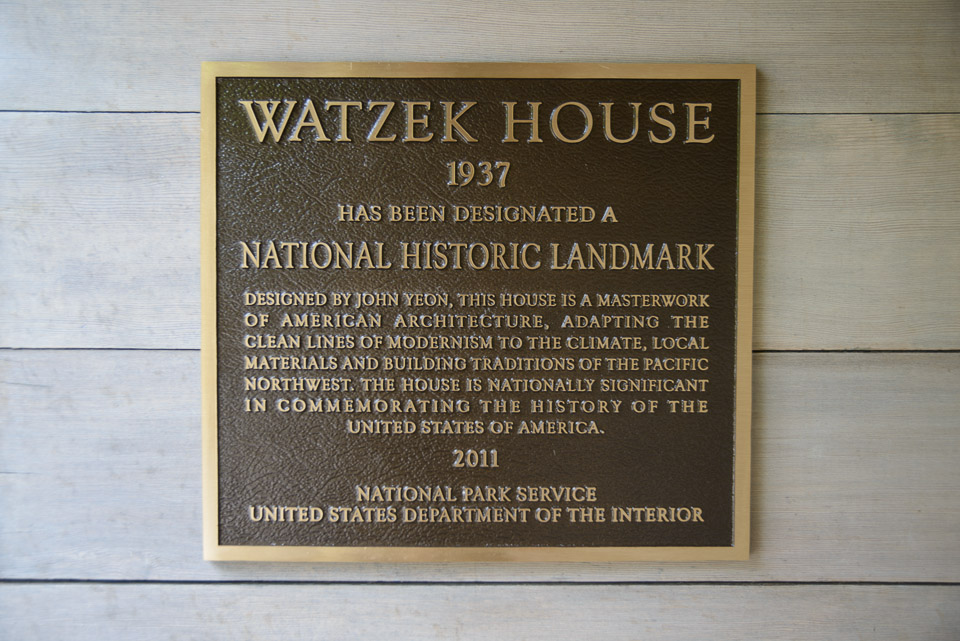 WATZEK HOUSE
1937
HAS BEEN DESIGNATED A
NATIONAL HISTORIC LANDMARK
DESIGNED BY JOHN YEON, THIS HOUSE IS A MASTERWORK
OF AMERICAN ARCHITECTURE, ADAPTING THE
CLEAN LINES OF MODERNISM TO THE CLIMATE, LOCAL
MATERIALS AND BUILDING TRADITIONS OF THE PACIFIC
NORTHWEST. THE HOUSE IS NATIONALLY SIGNIFICANT
IN COMMEMORATING THE HISTORY OF THE
UNITED STATES OF AMERICA.
2011
NATIONAL PARK SERVICE
UNITED STATES DEPARTMENT OF THE INTERIOR